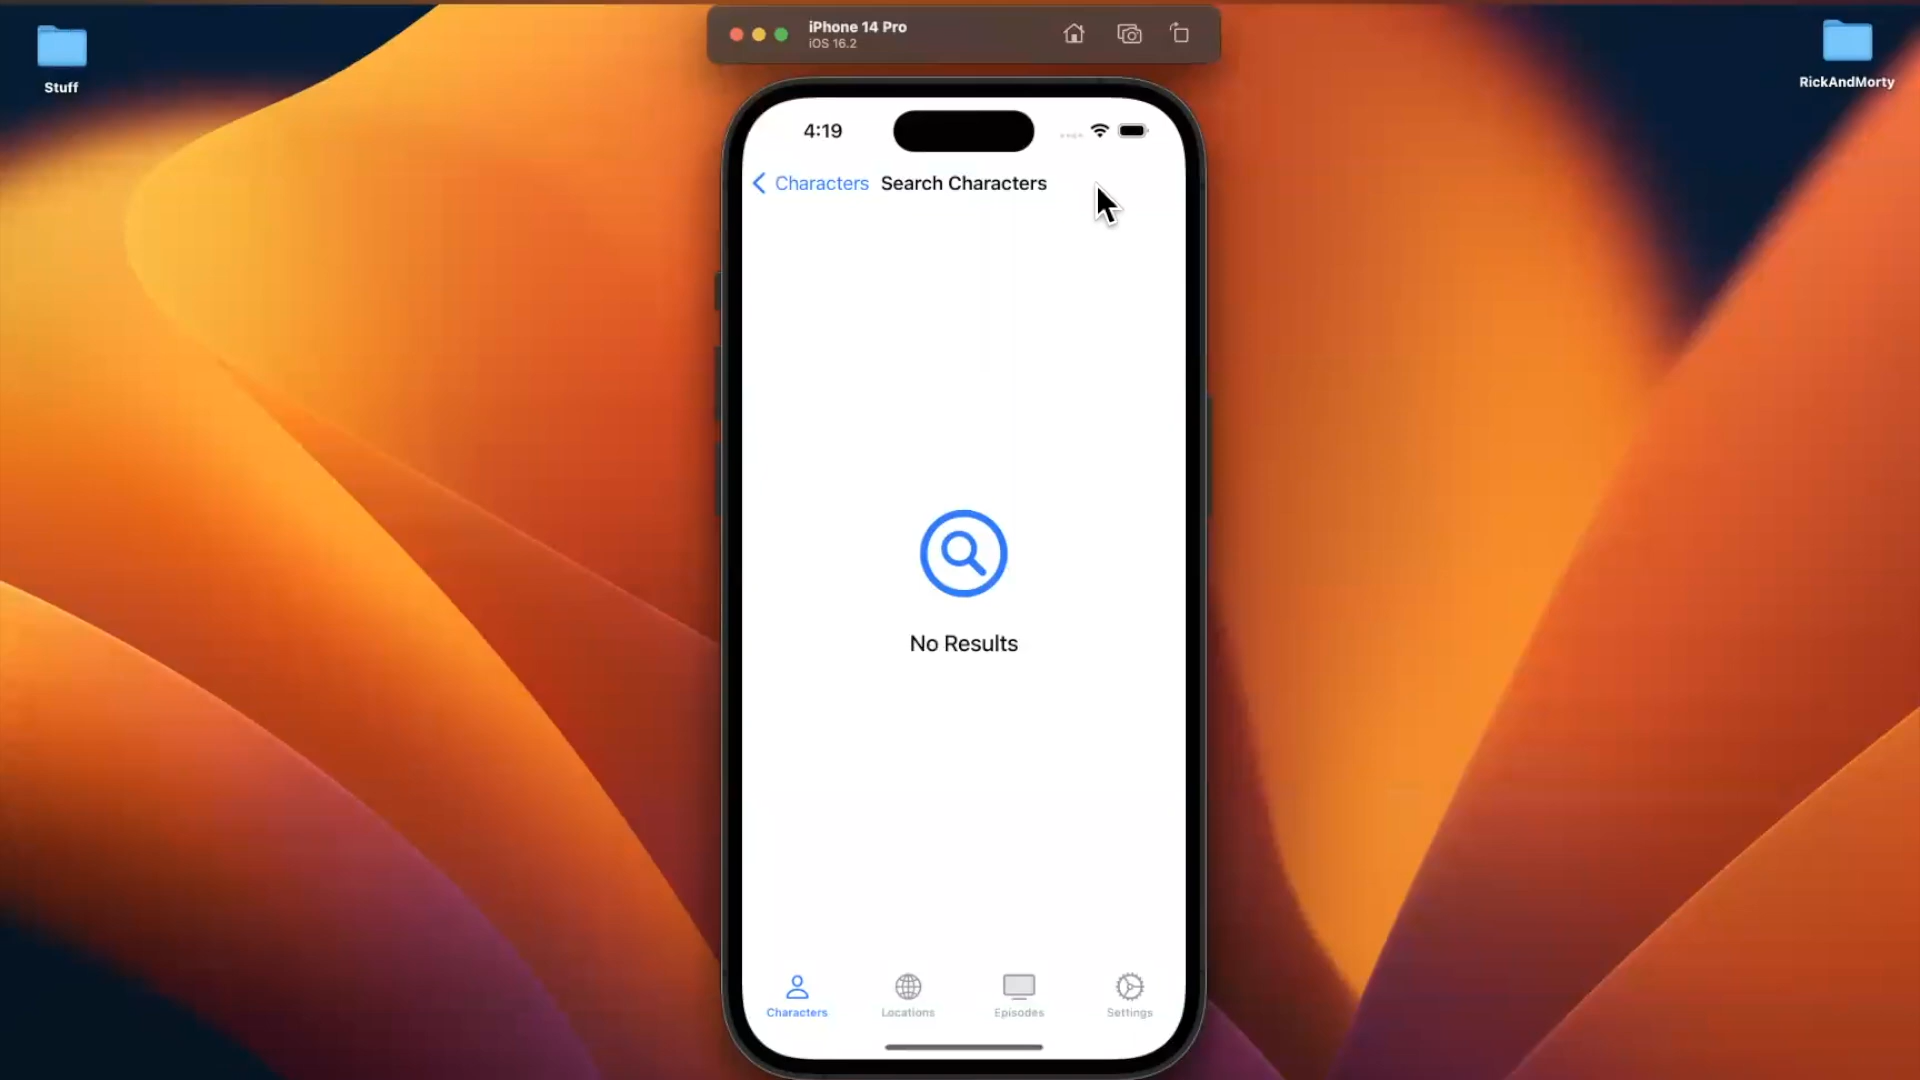 iPhone 14 Pro
iOS 16.2
Stuff
RickAndMorty
4:19
Characters
Search Characters
No Results
Characters
Locations
Episodes
Settings